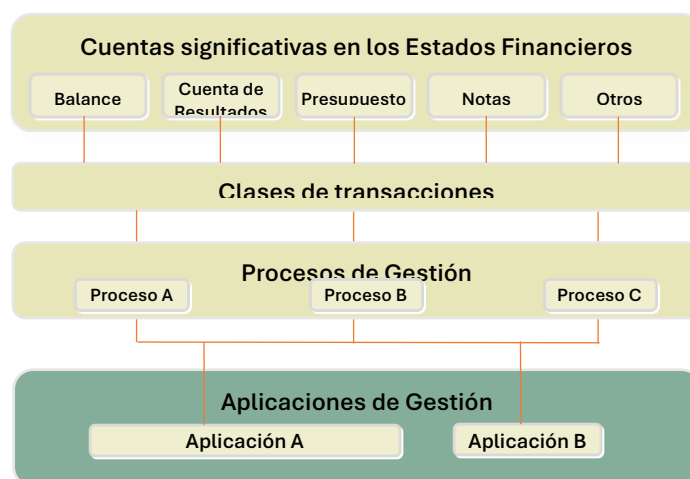 Cuentas significativas en los Estados Financieros
Balance
Cuenta de
Resultados
Presupuesto
Notas
Otros
Clases de transacciones
Procesos de Gestión
Proceso A
Proceso B
Proceso C
Aplicaciones de Gestión
Aplicación A
Aplicación B